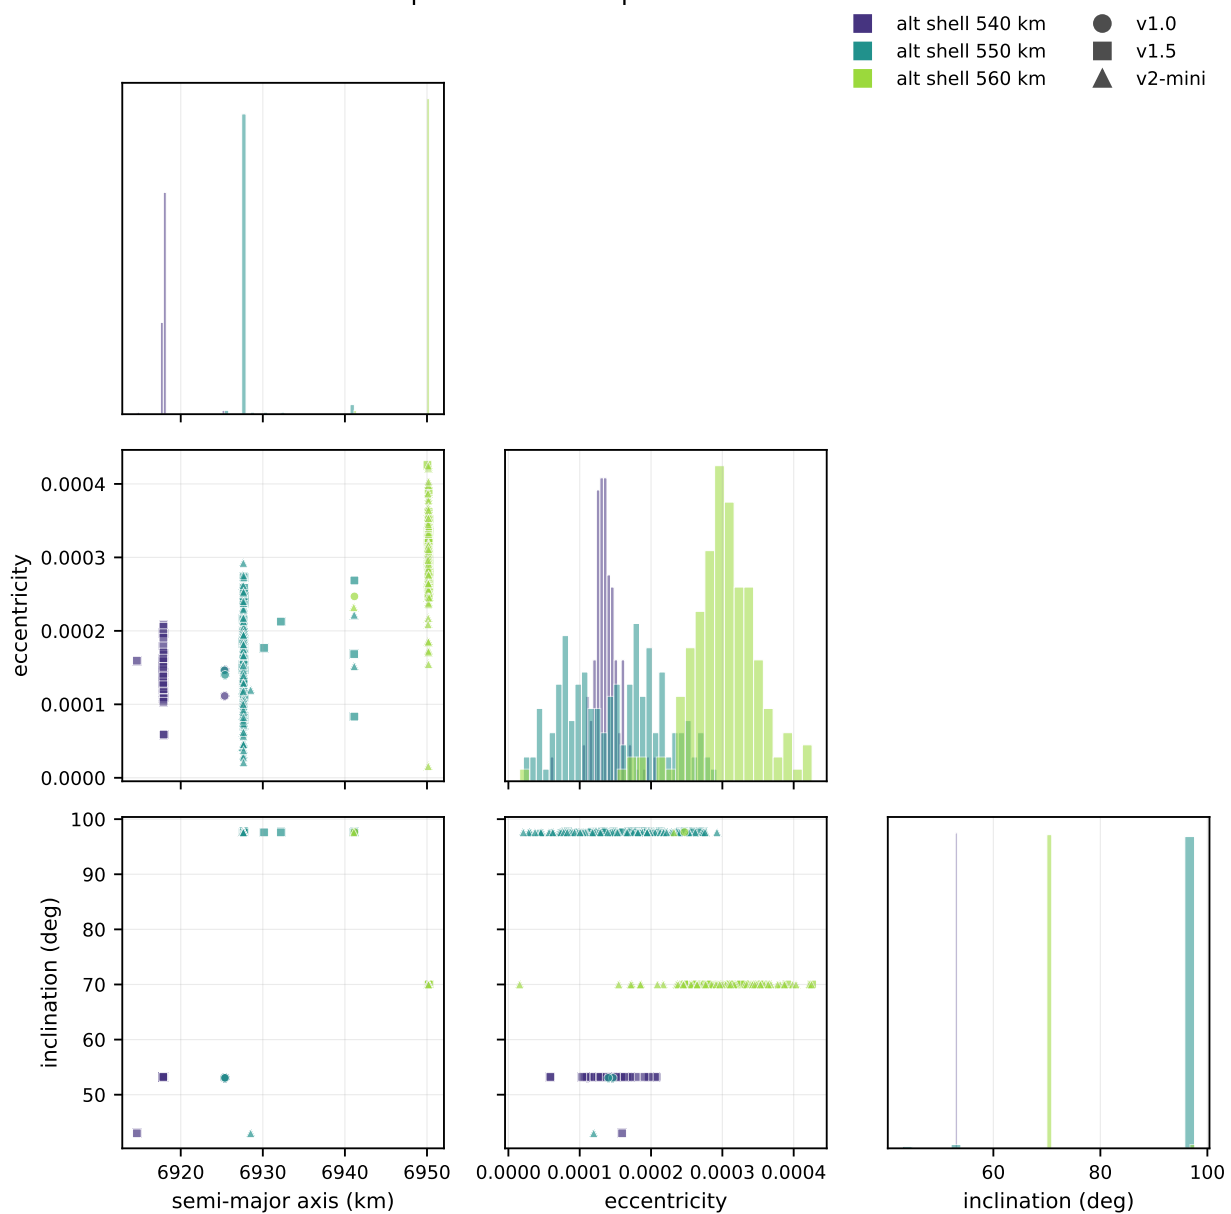 alt shell 540 km
v1.0
alt shell 550 km
v1.5
alt shell 560 km
v2-mini
0.0004
0.0003
0.0002
0.0001
0.0000
eccentricity
100
90
80
70
60
50
inclination (deg)
6920 6930 6940 6950
semi-major axis (km)
0.0000 0.0001 0.0002 0.0003 0.0004
eccentricity
60 80 100
inclination (deg)